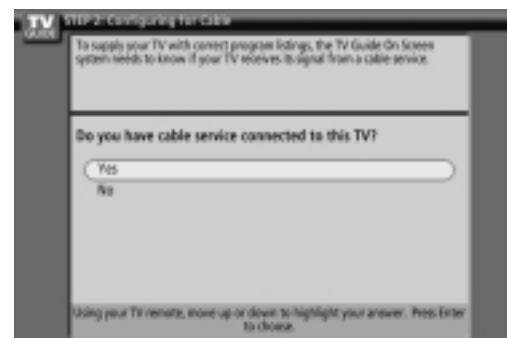 TV
GUIDE
STEP 2: Configuring for Cable
To supply your TV with correct program listings, the TV Guide On Screen
system needs to know if your TV receives its signal from a cable service.
Do you have cable service connected to this TV?
Yes
No
Using your TV remote, move up or down to highlight your answer. Press Enter
to choose.